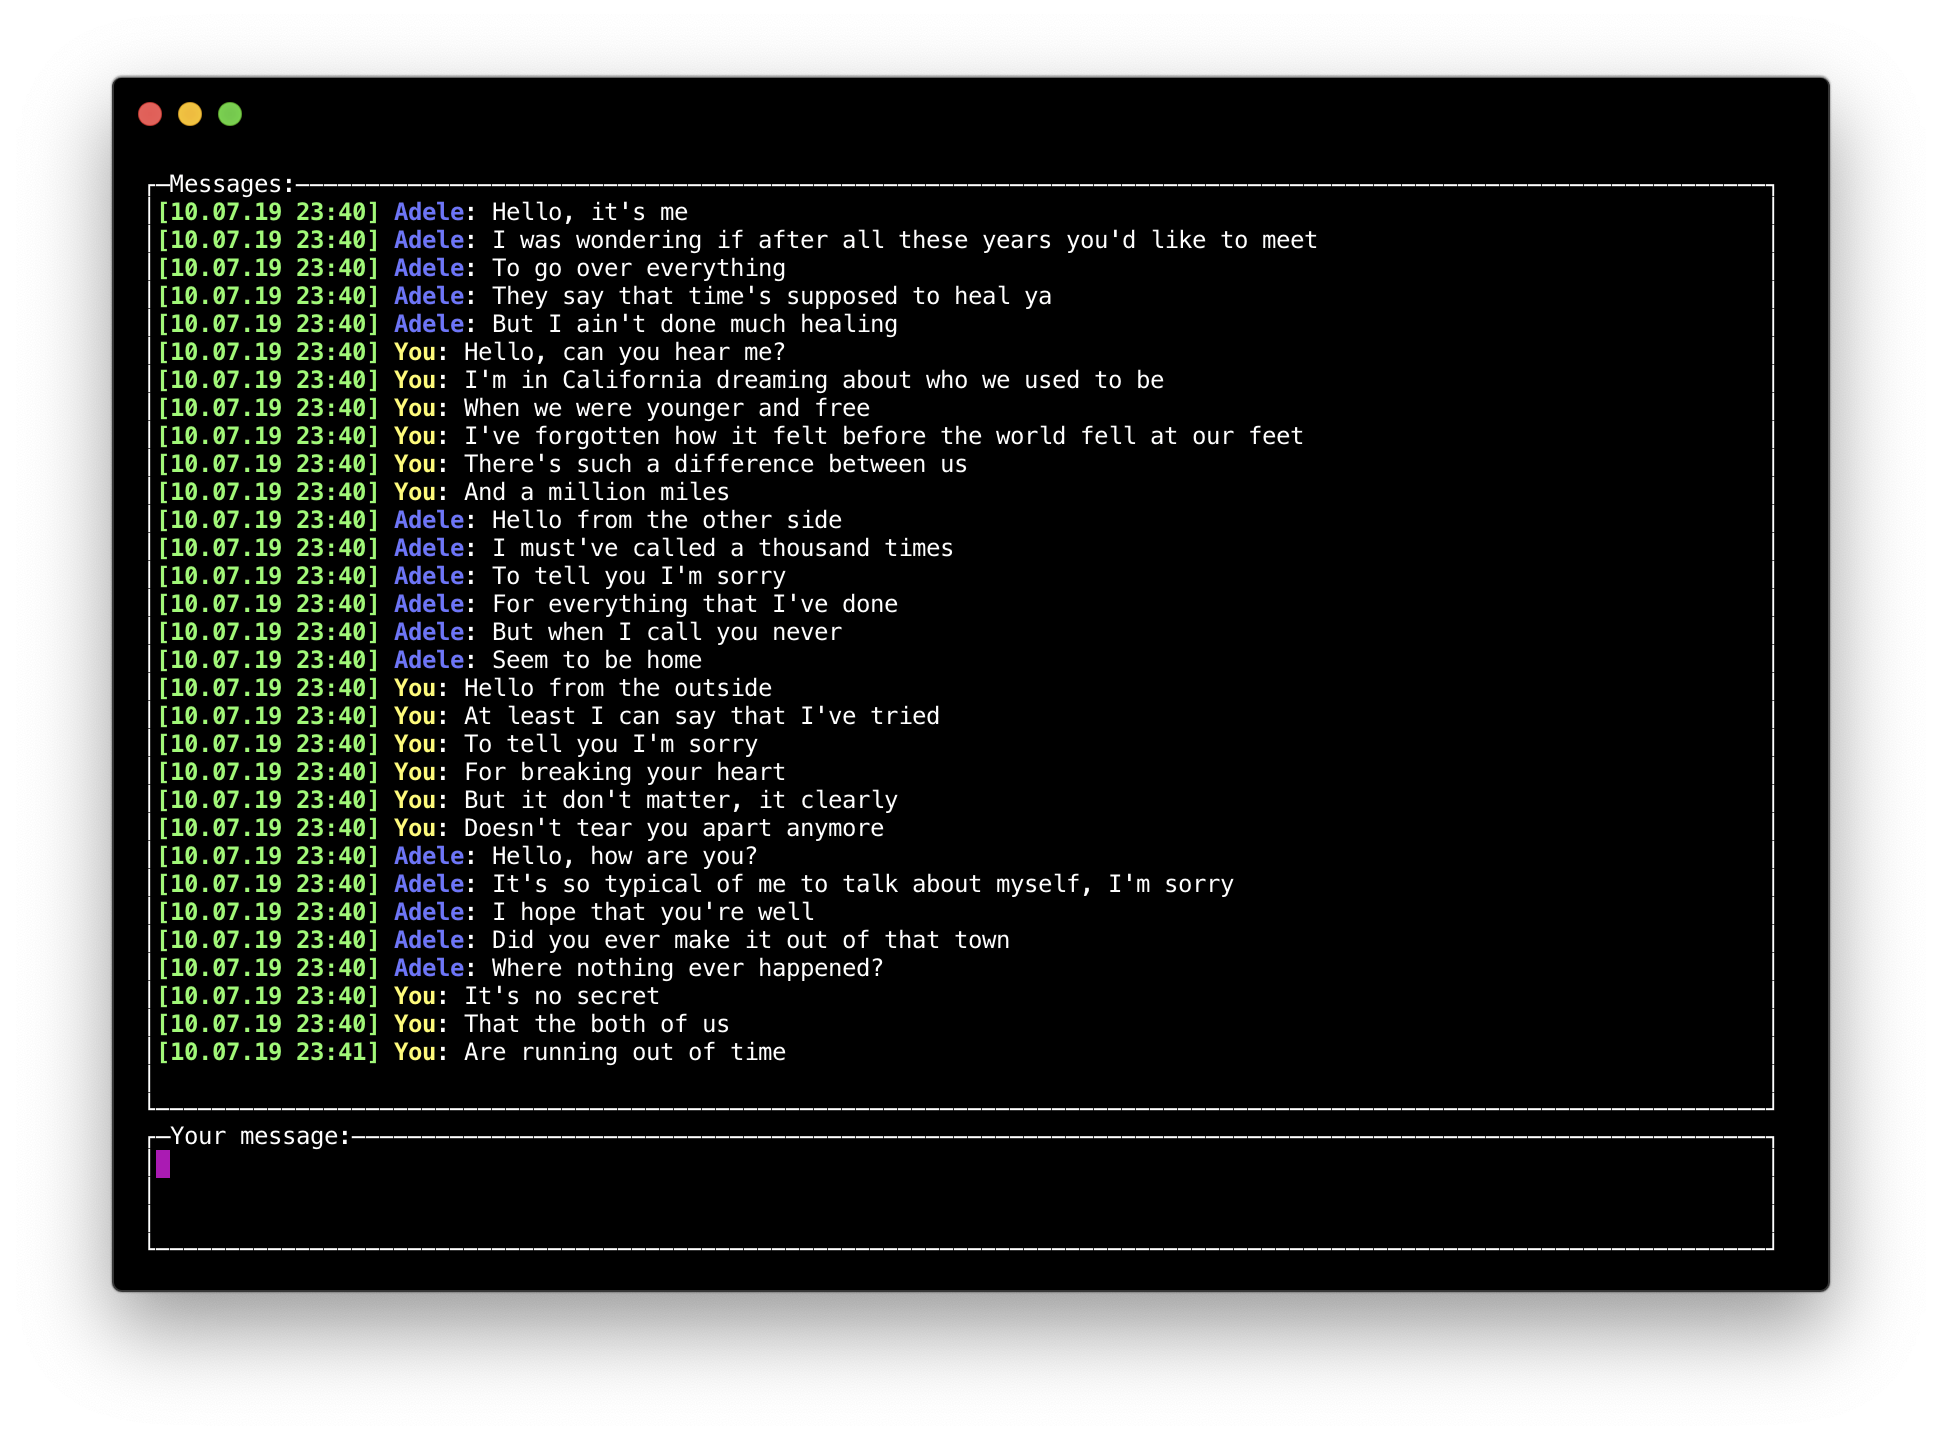 Messages:
[10.07.19 23:40] Adele: Hello, it's me
[10.07.19 23:40] Adele: I was wondering if after all these years you'd like to meet
[10.07.19 23:40] Adele: To go over everything
[10.07.19 23:40] Adele: They say that time's supposed to heal ya
[10.07.19 23:40] Adele: But I ain't done much healing
[10.07.19 23:40] You: Hello, can you hear me?
[10.07.19 23:40] You: I'm in California dreaming about who we used to be
[10.07.19 23:40] You: When we were younger and free
[10.07.19 23:40] You: I've forgotten how it felt before the world fell at our feet
[10.07.19 23:40] You: There's such a difference between us
[10.07.19 23:40] You: And a million miles
[10.07.19 23:40] Adele: Hello from the other side
[10.07.19 23:40] Adele: I must've called a thousand times
[10.07.19 23:40] Adele: To tell you I'm sorry
[10.07.19 23:40] Adele: For everything that I've done
[10.07.19 23:40] Adele: But when I call you never
[10.07.19 23:40] Adele: Seem to be home
[10.07.19 23:40] You: Hello from the outside
[10.07.19 23:40] You: At least I can say that I've tried
[10.07.19 23:40] You: To tell you I'm sorry
[10.07.19 23:40] You: For breaking your heart
[10.07.19 23:40] You: But it don't matter, it clearly
[10.07.19 23:40] You: Doesn't tear you apart anymore
[10.07.19 23:40] Adele: Hello, how are you?
[10.07.19 23:40] Adele: It's so typical of me to talk about myself, I'm sorry
[10.07.19 23:40] Adele: I hope that you're well
[10.07.19 23:40] Adele: Did you ever make it out of that town
[10.07.19 23:40] Adele: Where nothing ever happened?
[10.07.19 23:40] You: It's no secret
[10.07.19 23:40] You: That the both of us
[10.07.19 23:41] You: Are running out of time
Your message: